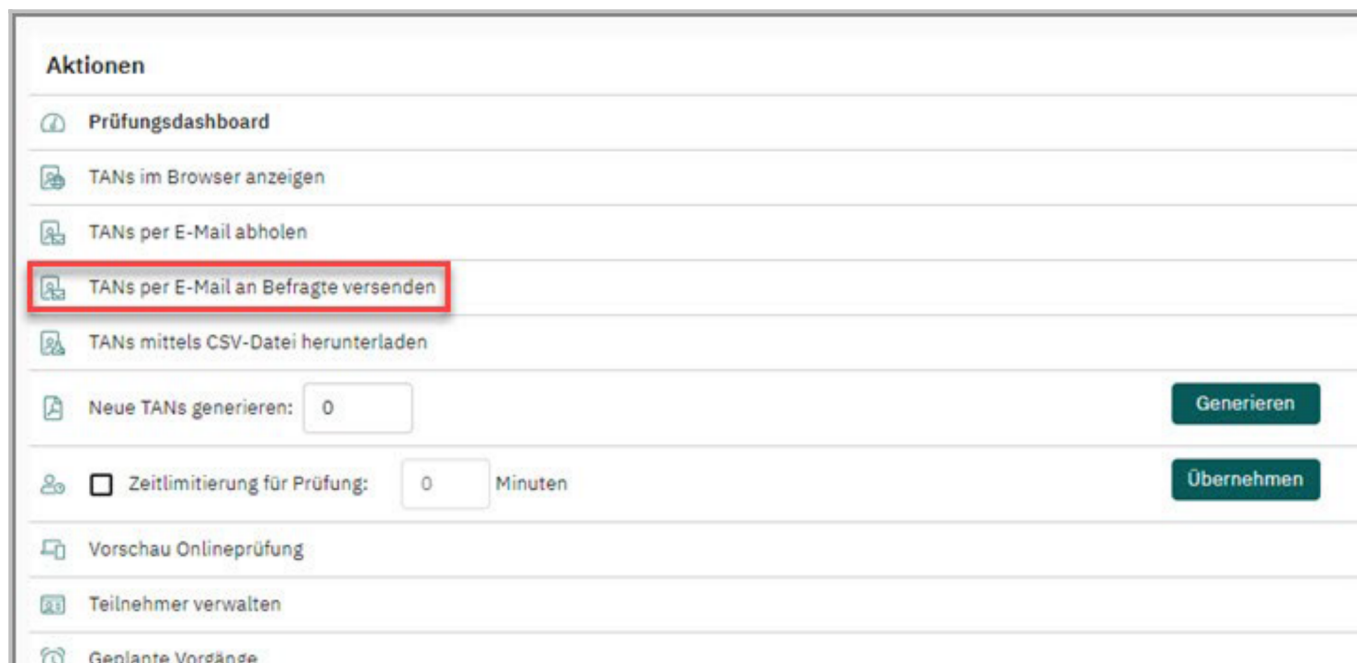 Aktionen
Prüfungsdashboard
TANs im Browser anzeigen
TANs per E-Mail abholen
TANs per E-Mail an Befragte versenden
TANs mittels CSV-Datei herunterladen
Neue TANs generieren: 0 Generieren
Zeitlimitierung für Prüfung: 0 Minuten Übernehmen
Vorschau Onlineprüfung
Teilnehmer verwalten
Geplante Vorgänge